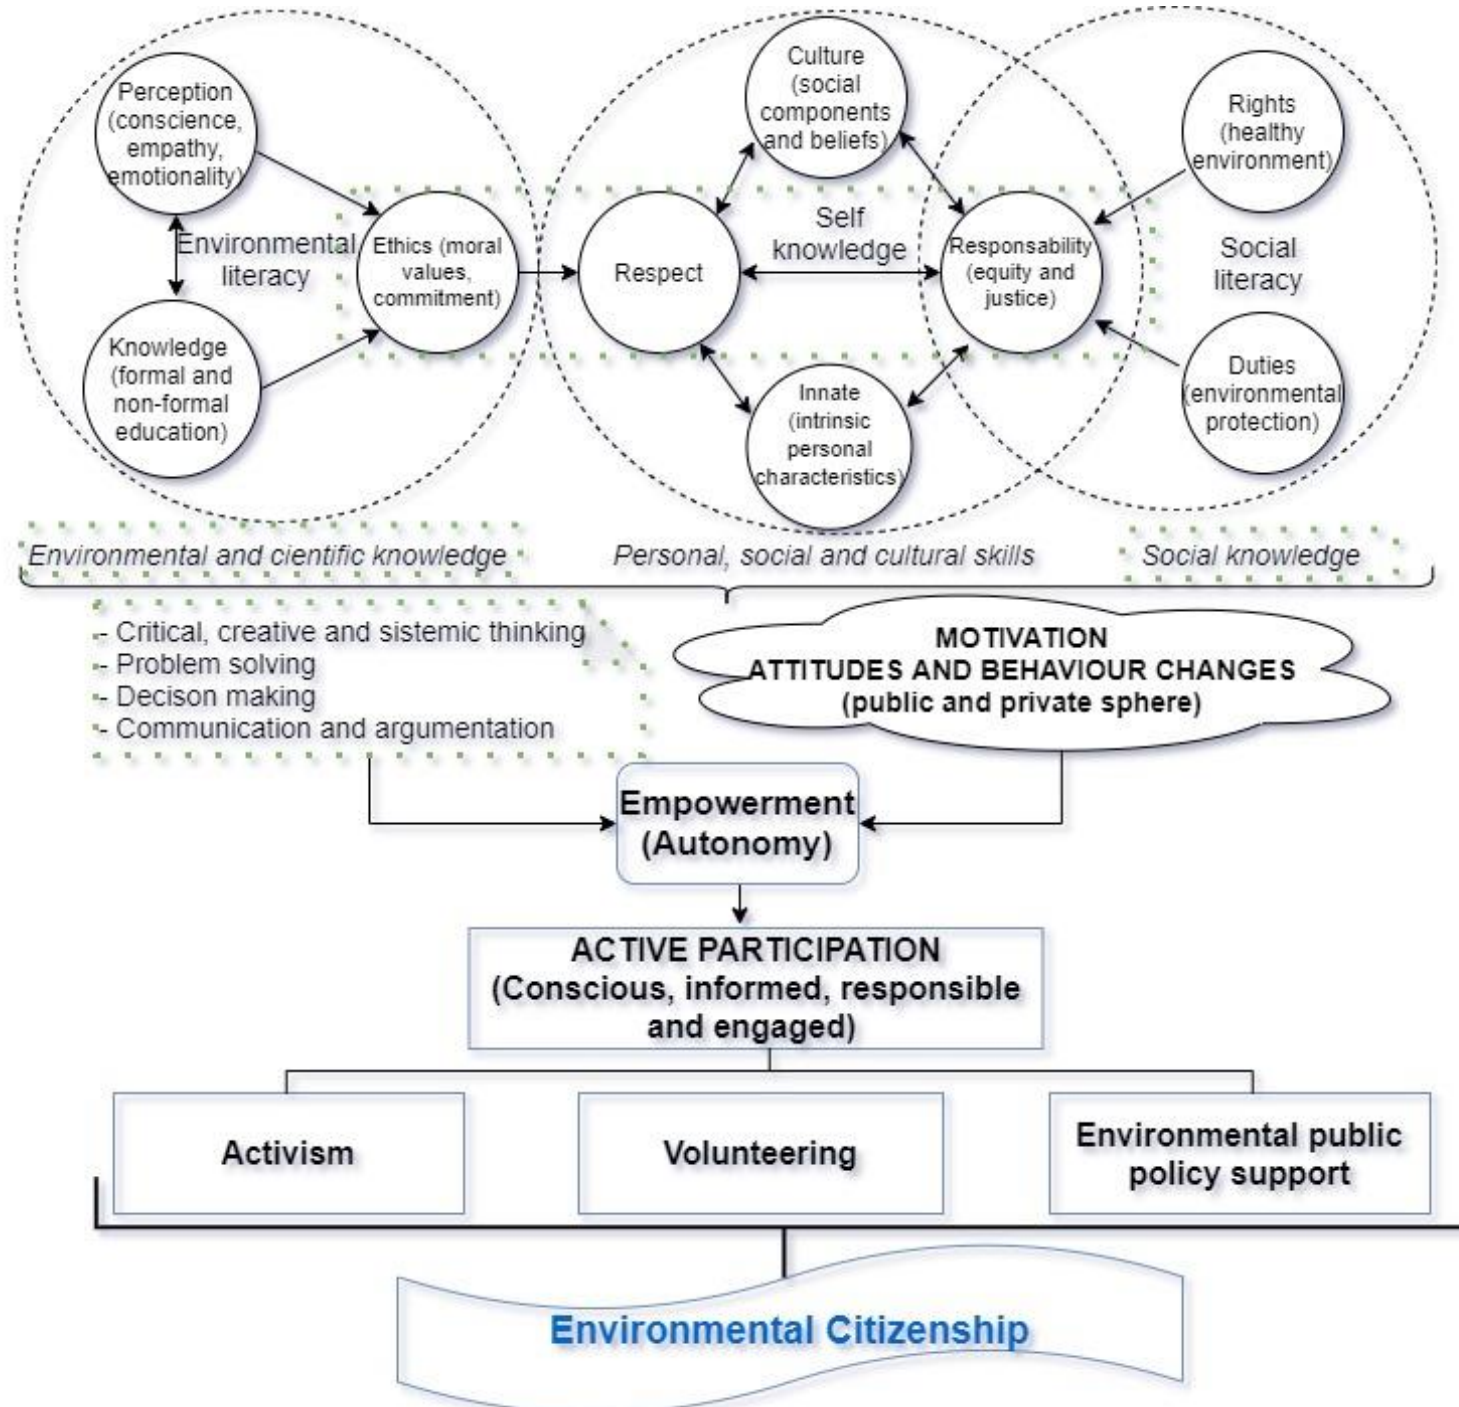 Perception
(conscience,
empathy,
emotionality)
Environmental
literacy
Knowledge
(formal and
non-formal
education)
Ethics (moral
values,
commitment)
Respect
Culture
(social
components
and beliefs)
Self
knowledge
Innate
(intrinsic
personal
characteristics)
Responsability
(equity and
justice)
Rights
(healthy
environment)
Social
literacy
Duties
(environmental
protection)
Environmental and cientific knowledge
Personal, social and cultural skills
Social knowledge
- Critical, creative and sistemic thinking
- Problem solving
- Decison making
- Communication and argumentation
MOTIVATION
ATTITUDES AND BEHAVIOUR CHANGES
(public and private sphere)
Empowerment
(Autonomy)
ACTIVE PARTICIPATION
(Conscious, informed, responsible
and engaged)
Activism
Volunteering
Environmental public
policy support
Environmental Citizenship